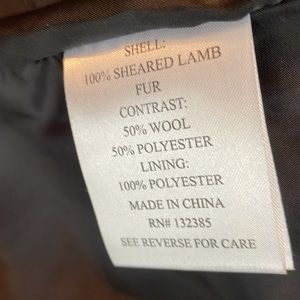 SHELL:
100% SHEARED LAMB
FUR
CONTRAST:
50% WOOL
50% POLYESTER
LINING:
100% POLYESTER
MADE IN CHINA
RN# 132385
SEE REVERSE FOR CARE